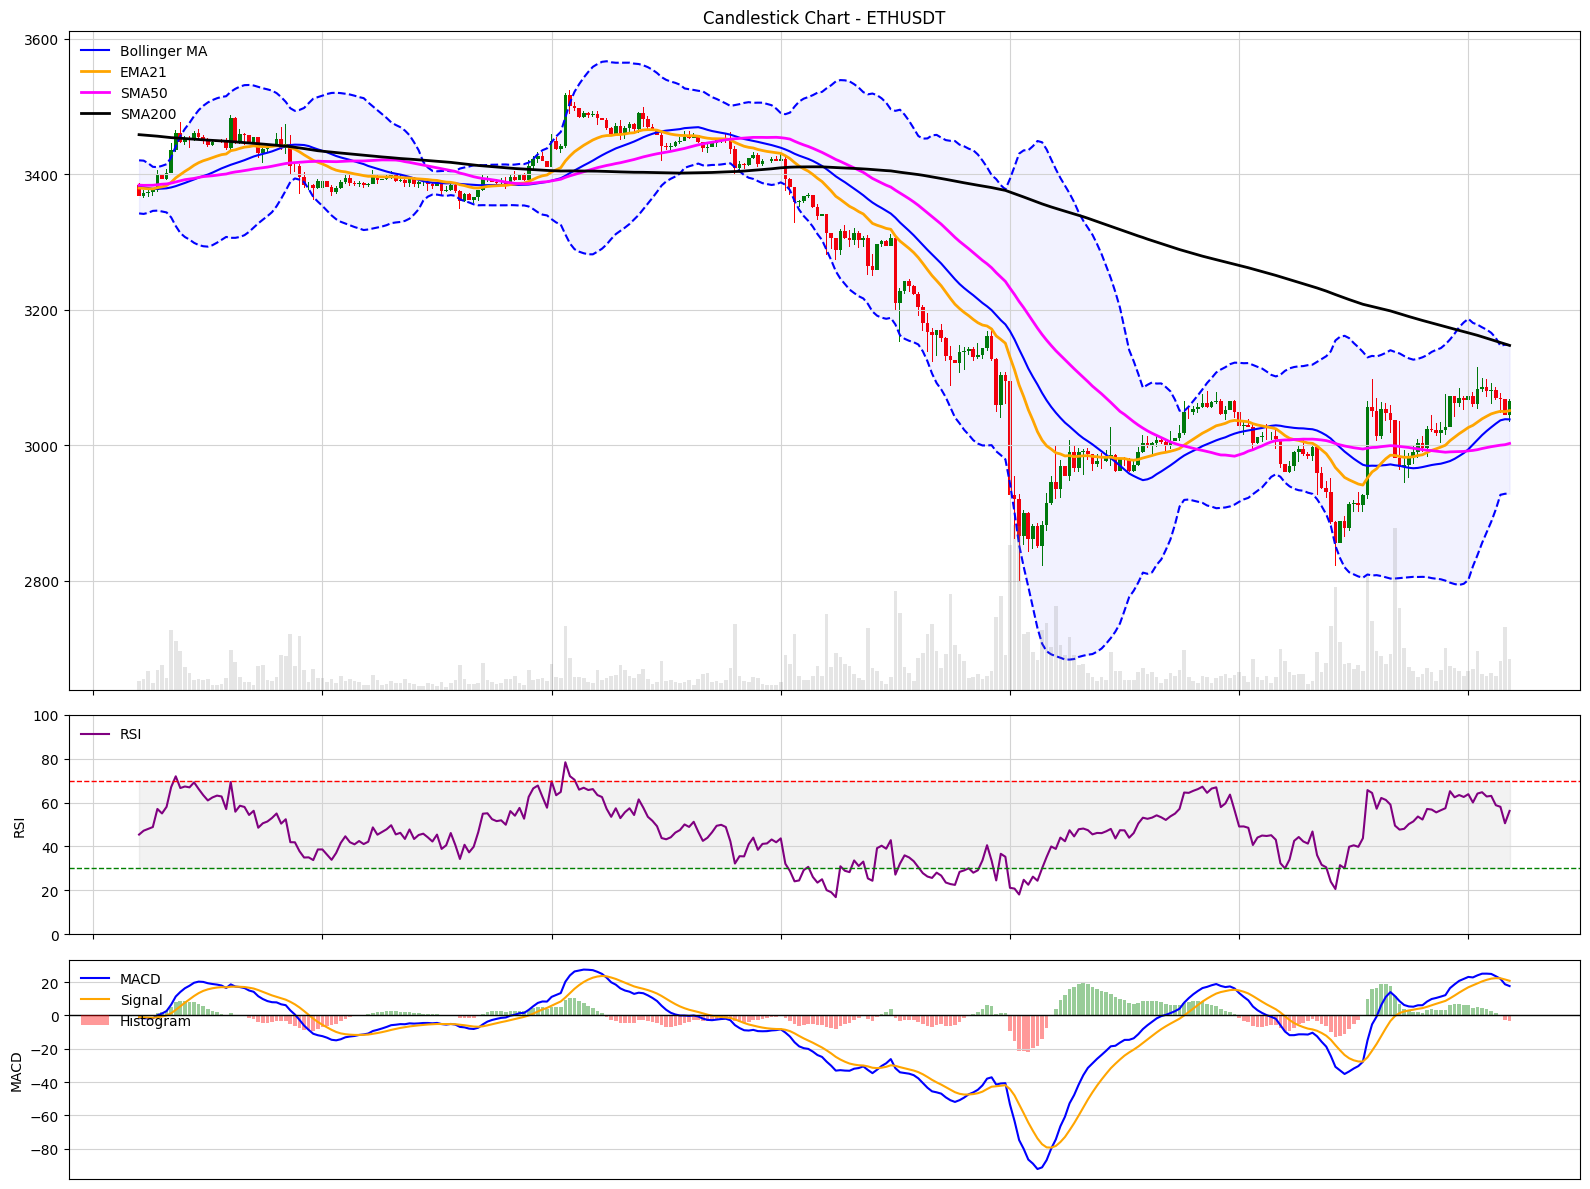 Candlestick Chart - ETHUSDT
3600
3400
3200
3000
2800
Bollinger MA
EMA21
SMA50
SMA200
100
80
60
40
20
0
RSI
RSI
20
0
−20
−40
−60
−80
MACD
MACD
Signal
Histogram